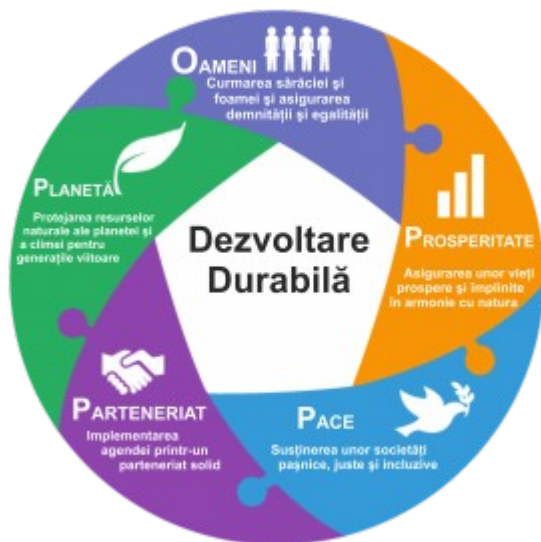 OAMENI
Curmarea sărăciei și
foamei și asigurarea
demnității și egalității
PROSPERITATE
Asigurarea unor vieți
prospere și împlinite
în armonie cu natura
PACE
Susținerea unor societăți
pașnice, juste și incluzive
PARTENERIAT
Implementarea
agendei printr-un
parteneriat solid
PLANETĂ
Protejarea resurselor
naturale ale planetei și
a climei pentru
generațiile viitoare
Dezvoltare
Durabilă